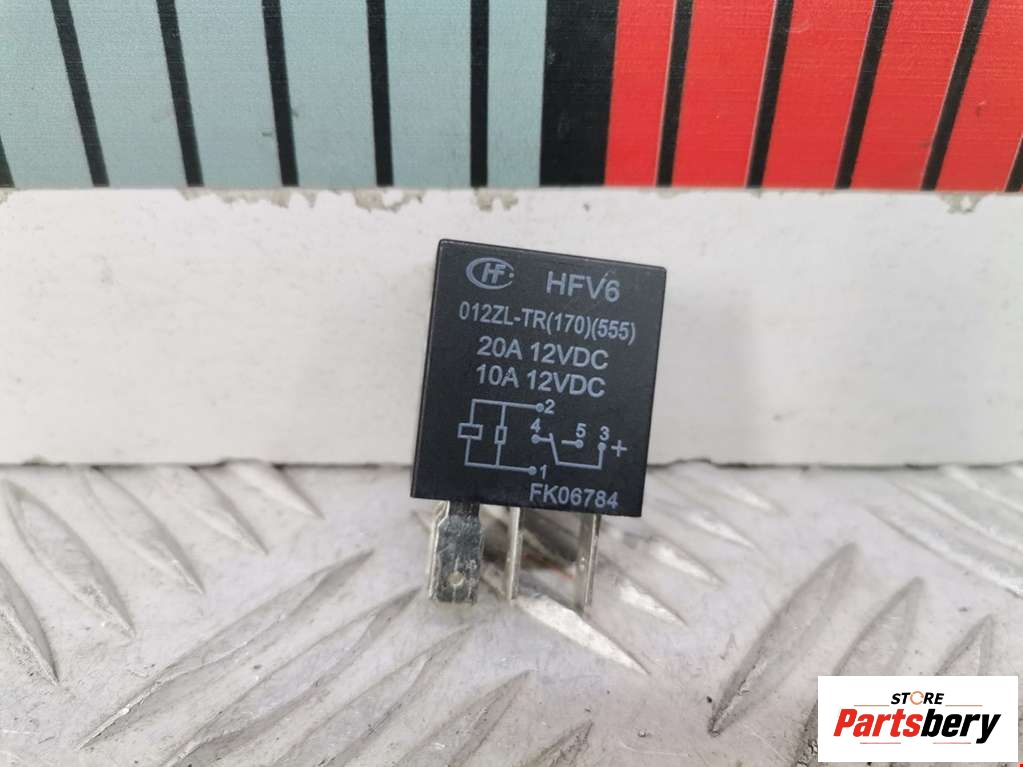 HF HFV6
012ZL-TR(170)(555)
20A 12VDC
10A 12VDC
2
4 5 3 +
1
FK06784
STORE
Partsbery